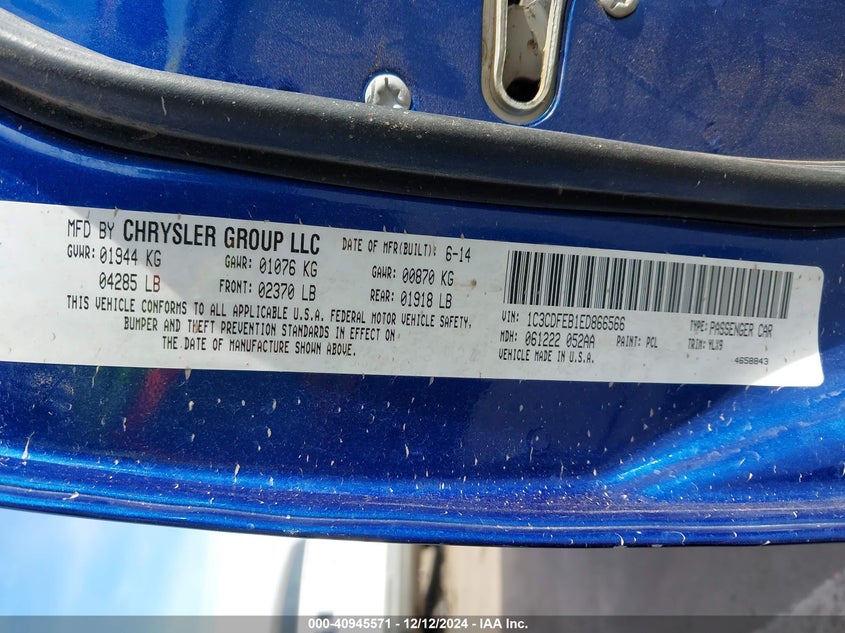 MFD BY CHRYSLER GROUP LLC DATE OF MFR(BUILT): 6-14
GVWR: 01944 KG GAWR: 01076 KG GAWR: 00870 KG
04285 LB FRONT: 02370 LB REAR: 01918 LB
THIS VEHICLE CONFORMS TO ALL APPLICABLE U.S.A. FEDERAL MOTOR VEHICLE SAFETY,
BUMPER AND THEFT PREVENTION STANDARDS IN EFFECT ON
THE DATE OF MANUFACTURE SHOWN ABOVE.
VIN: 1C3CDFEB1ED866566 TYPE: PASSENGER CAR
MDH: 061222 052AA PAINT: PCL TRIM: YLX9
VEHICLE MADE IN U.S.A. 4658843
000-40945571 - 12/12/2024 - IAA Inc.